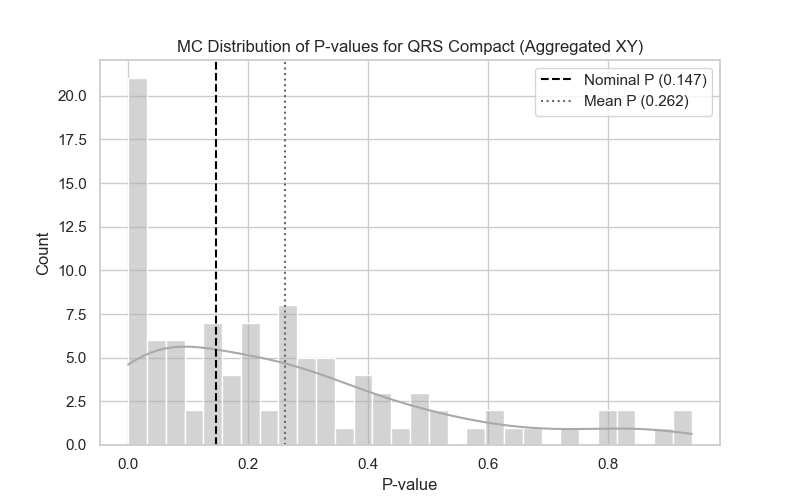 MC Distribution of P-values for QRS Compact (Aggregated XY)
Nominal P (0.147)
Mean P (0.262)
20.0
17.5
15.0
12.5
10.0
7.5
5.0
2.5
0.0
Count
0.0 0.2 0.4 0.6 0.8
P-value